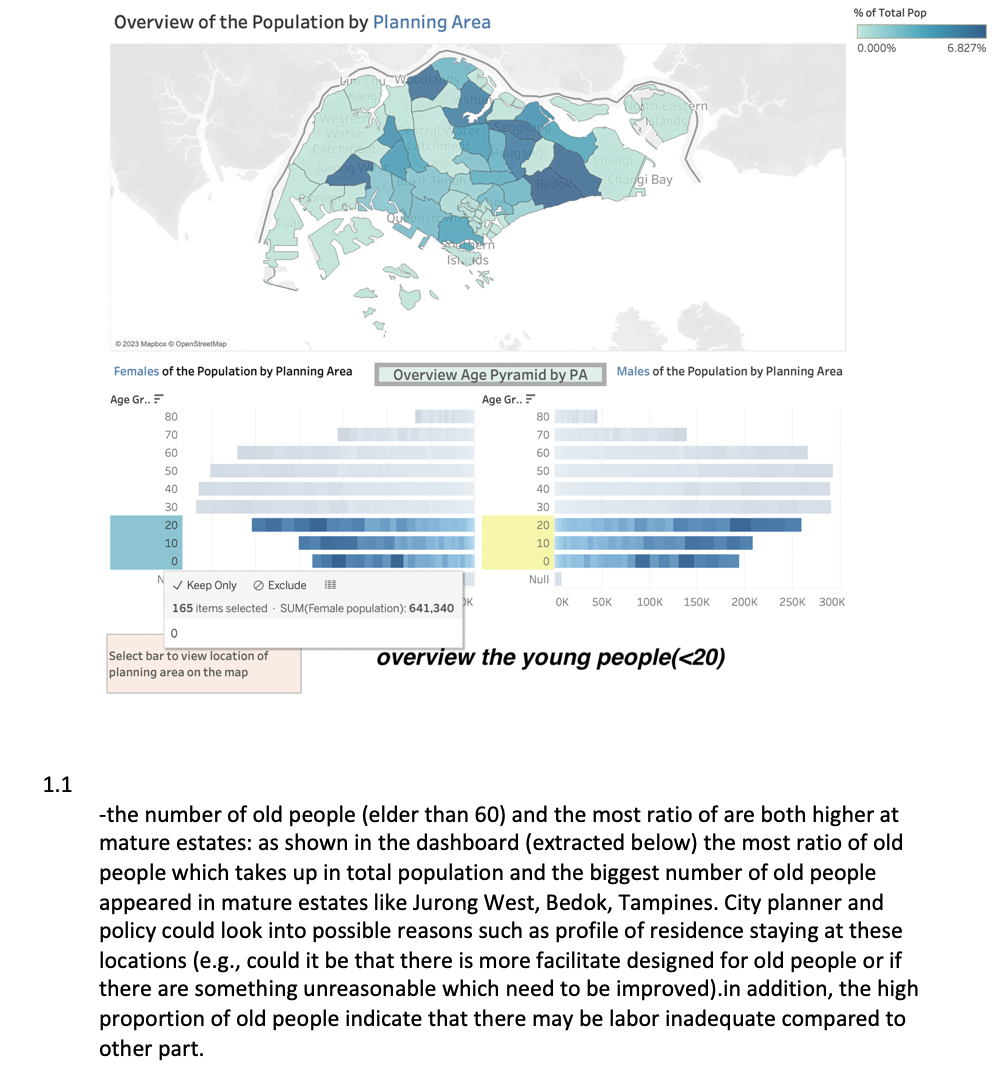 Overview of the Population by Planning Area
% of Total Pop
0.000% 6.827%
Lim Chu Kang
Woodlands
Yishun
North-Eastern Islands
Western Water Catchment
Central Water Catchment
Sengkang
Hougang
Changi
Jurong West
Bukit Timah
Bedok
Changi Bay
Pioneer
Queenstown
Tuas
Southern Islands
© 2023 Mapbox © OpenStreetMap
Females of the Population by Planning Area
Overview Age Pyramid by PA
Males of the Population by Planning Area
Age Gr..
80
70
60
50
40
30
20
10
0
N
0K
Age Gr..
80
70
60
50
40
30
20
10
0
Null
0K 50K 100K 150K 200K 250K 300K
Keep Only Exclude
165 items selected · SUM(Female population): 641,340
0
Select bar to view location of
planning area on the map
overview the young people(<20)
1.1
-the number of old people (elder than 60) and the most ratio of are both higher at
mature estates: as shown in the dashboard (extracted below) the most ratio of old
people which takes up in total population and the biggest number of old people
appeared in mature estates like Jurong West, Bedok, Tampines. City planner and
policy could look into possible reasons such as profile of residence staying at these
locations (e.g., could it be that there is more facilitate designed for old people or if
there are something unreasonable which need to be improved).in addition, the high
proportion of old people indicate that there may be labor inadequate compared to
other part.